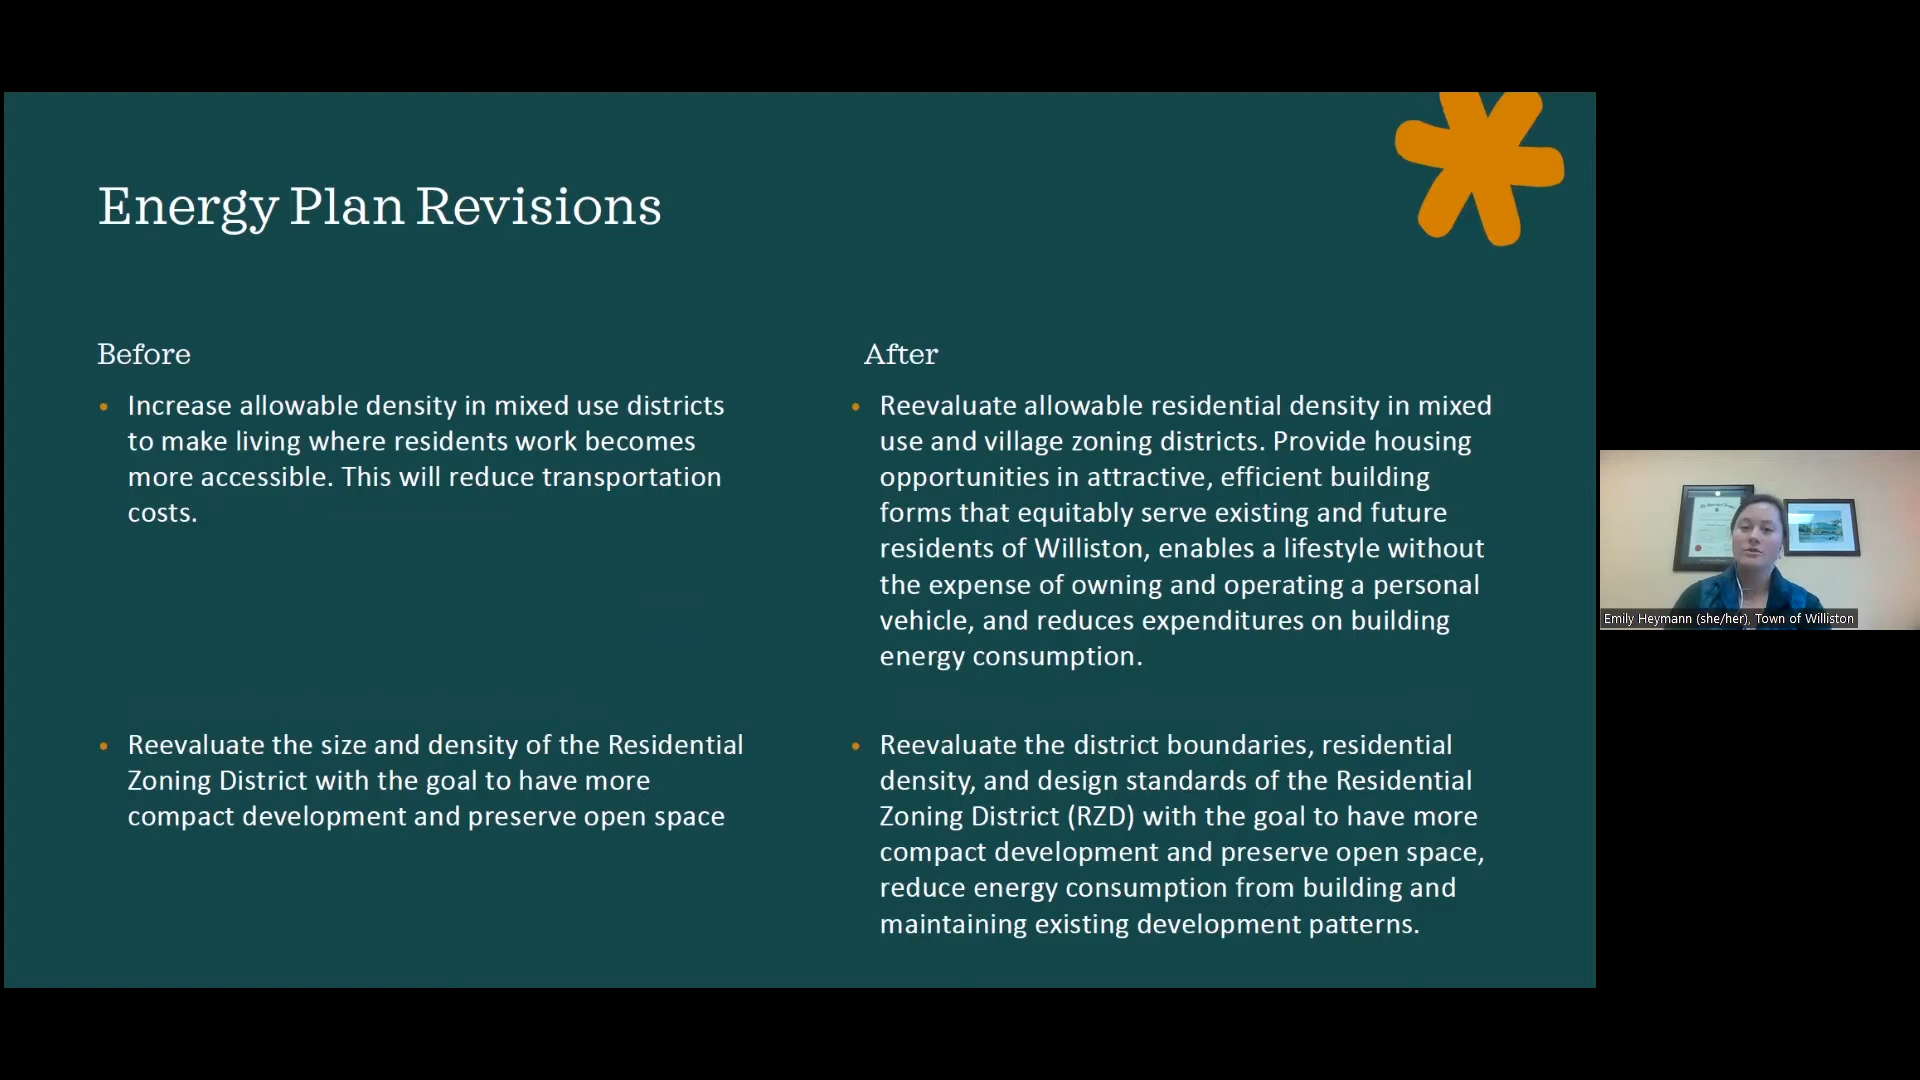 Energy Plan Revisions
Before
Increase allowable density in mixed use districts
to make living where residents work becomes
more accessible. This will reduce transportation
costs.
Reevaluate the size and density of the Residential
Zoning District with the goal to have more
compact development and preserve open space
After
Reevaluate allowable residential density in mixed
use and village zoning districts. Provide housing
opportunities in attractive, efficient building
forms that equitably serve existing and future
residents of Williston, enables a lifestyle without
the expense of owning and operating a personal
vehicle, and reduces expenditures on building
energy consumption.
Reevaluate the district boundaries, residential
density, and design standards of the Residential
Zoning District (RZD) with the goal to have more
compact development and preserve open space,
reduce energy consumption from building and
maintaining existing development patterns.
Emily Heymann (she/her), Town of Williston